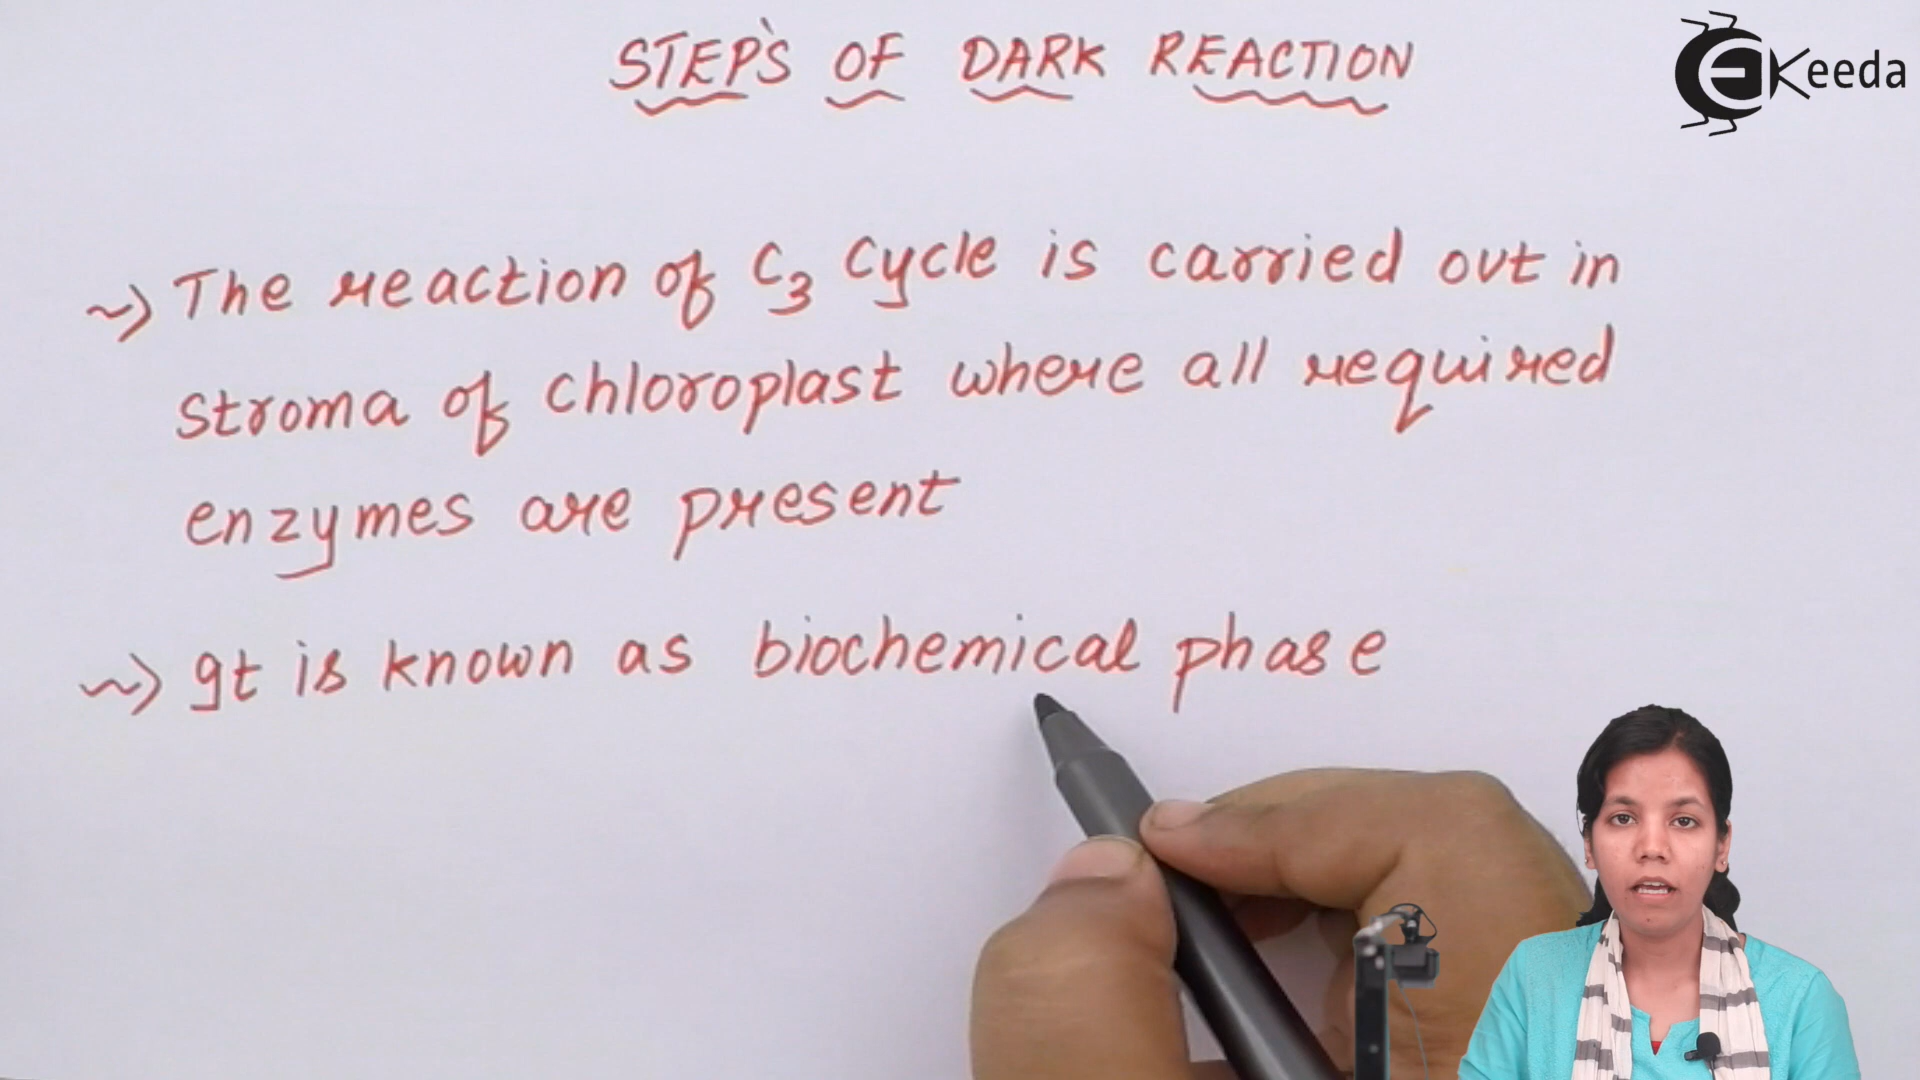 STEP'S OF DARK REACTION
Keeda
~> The reaction of C₃ Cycle is carried out in
stroma of chloroplast where all required
enzymes are present
~> It is known as biochemical phase